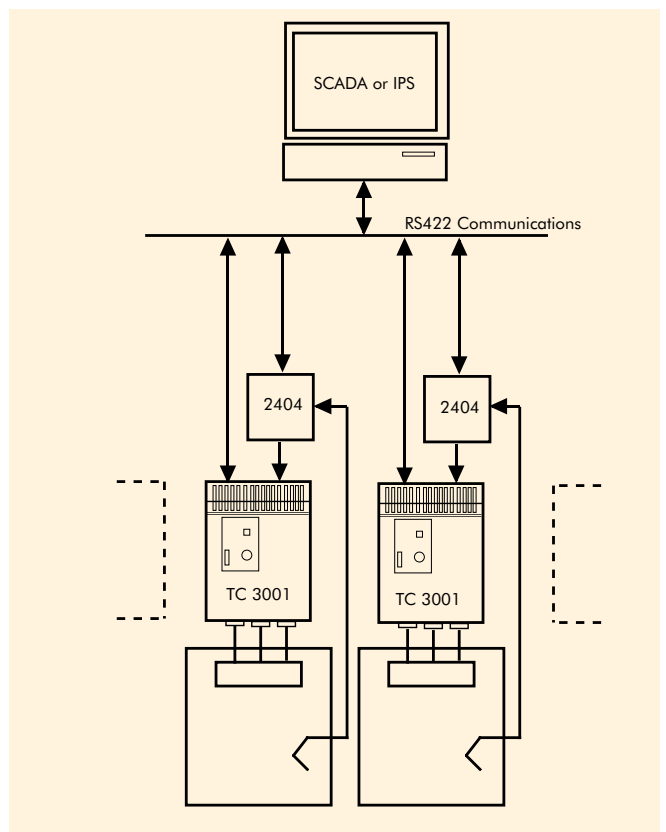 SCADA or IPS
RS422 Communications
2404
2404
TC 3001
TC 3001